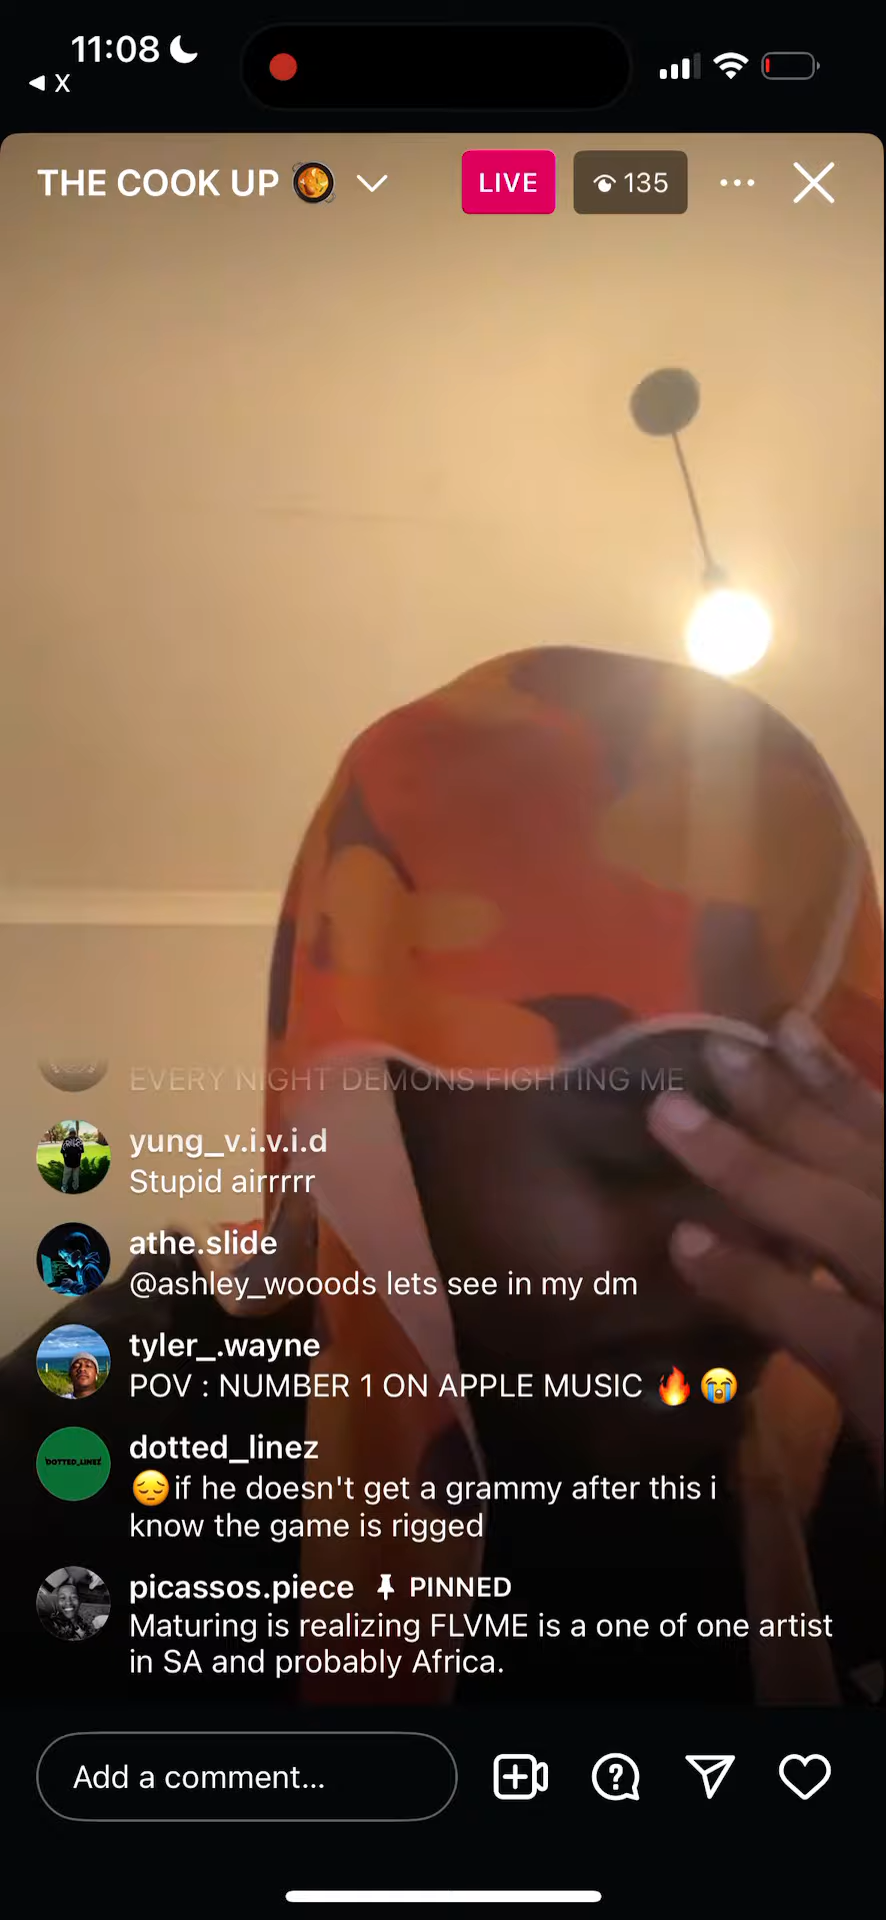 11:08
◀ X
THE COOK UP
LIVE
135
EVERY NIGHT DEMONS FIGHTING ME
yung_v.i.v.i.d
Stupid airrrrr
athe.slide
@ashley_wooods lets see in my dm
tyler_.wayne
POV : NUMBER 1 ON APPLE MUSIC 🔥😭
DOTTED_LINEZ
dotted_linez
😔if he doesn't get a grammy after this i
know the game is rigged
picassos.piece PINNED
Maturing is realizing FLVME is a one of one artist
in SA and probably Africa.
Add a comment...